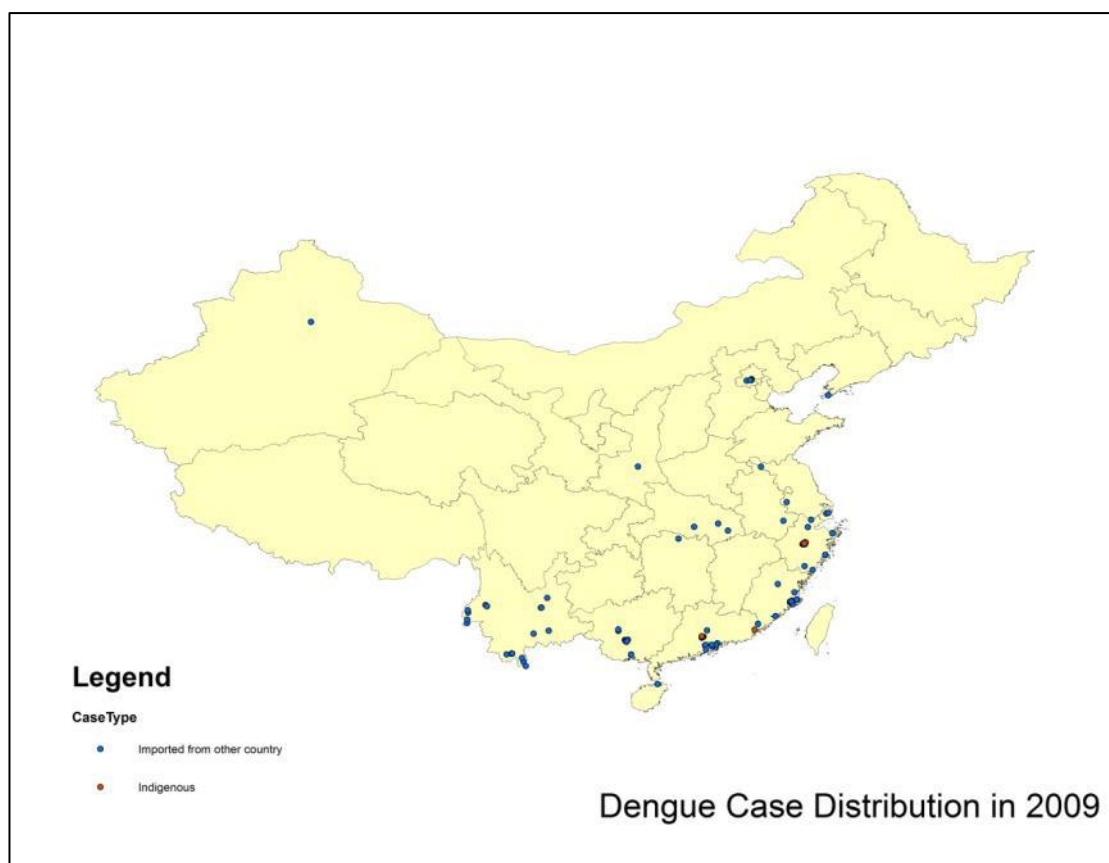 Legend
CaseType
Imported from other country
Indigenous
Dengue Case Distribution in 2009